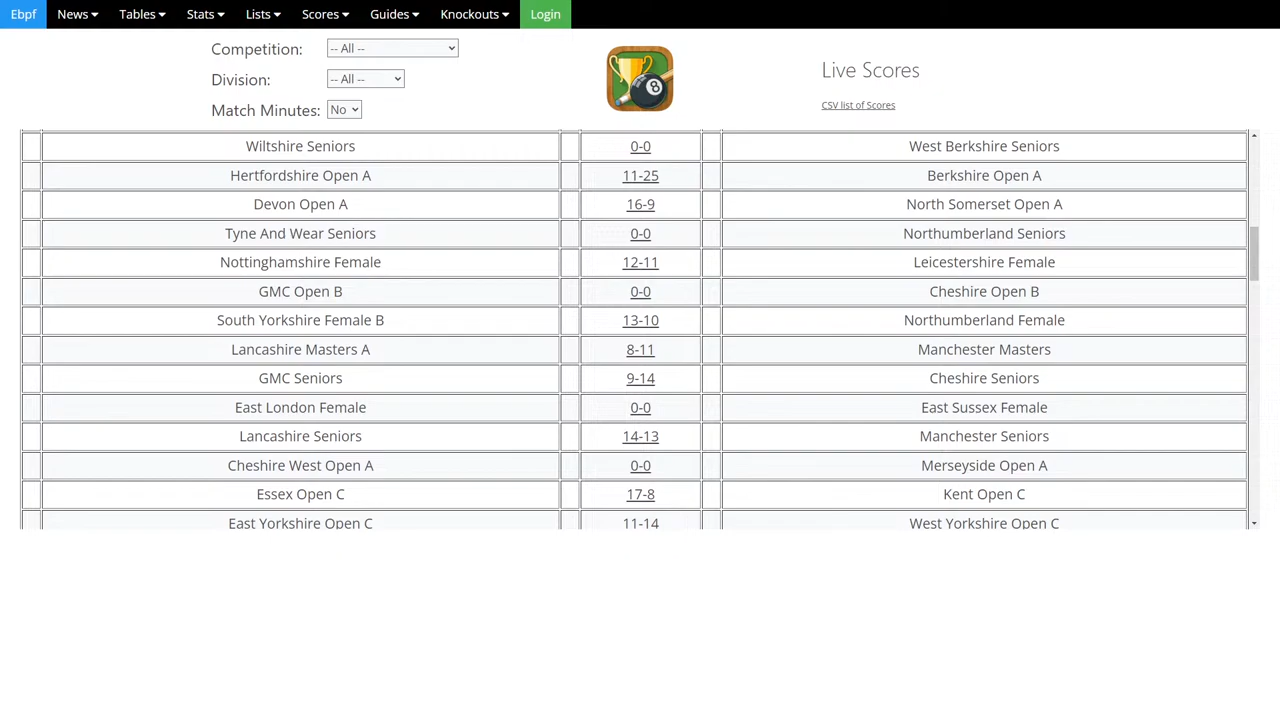 Ebpf News Tables Stats Lists Scores Guides Knockouts Login
Competition: -- All --
Division: -- All --
Match Minutes: No
8
Live Scores
CSV list of Scores
Wiltshire Seniors 0-0 West Berkshire Seniors
Hertfordshire Open A 11-25 Berkshire Open A
Devon Open A 16-9 North Somerset Open A
Tyne And Wear Seniors 0-0 Northumberland Seniors
Nottinghamshire Female 12-11 Leicestershire Female
GMC Open B 0-0 Cheshire Open B
South Yorkshire Female B 13-10 Northumberland Female
Lancashire Masters A 8-11 Manchester Masters
GMC Seniors 9-14 Cheshire Seniors
East London Female 0-0 East Sussex Female
Lancashire Seniors 14-13 Manchester Seniors
Cheshire West Open A 0-0 Merseyside Open A
Essex Open C 17-8 Kent Open C
East Yorkshire Open C 11-14 West Yorkshire Open C